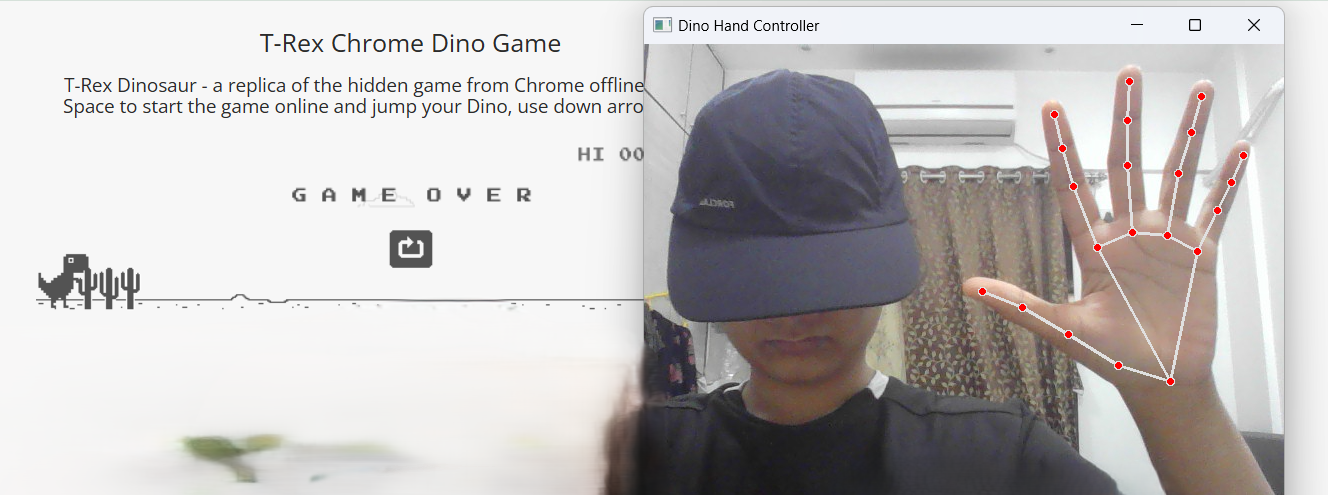 T-Rex Chrome Dino Game
T-Rex Dinosaur - a replica of the hidden game from Chrome offline
Space to start the game online and jump your Dino, use down arro
HI 00
GAME OVER
Dino Hand Controller